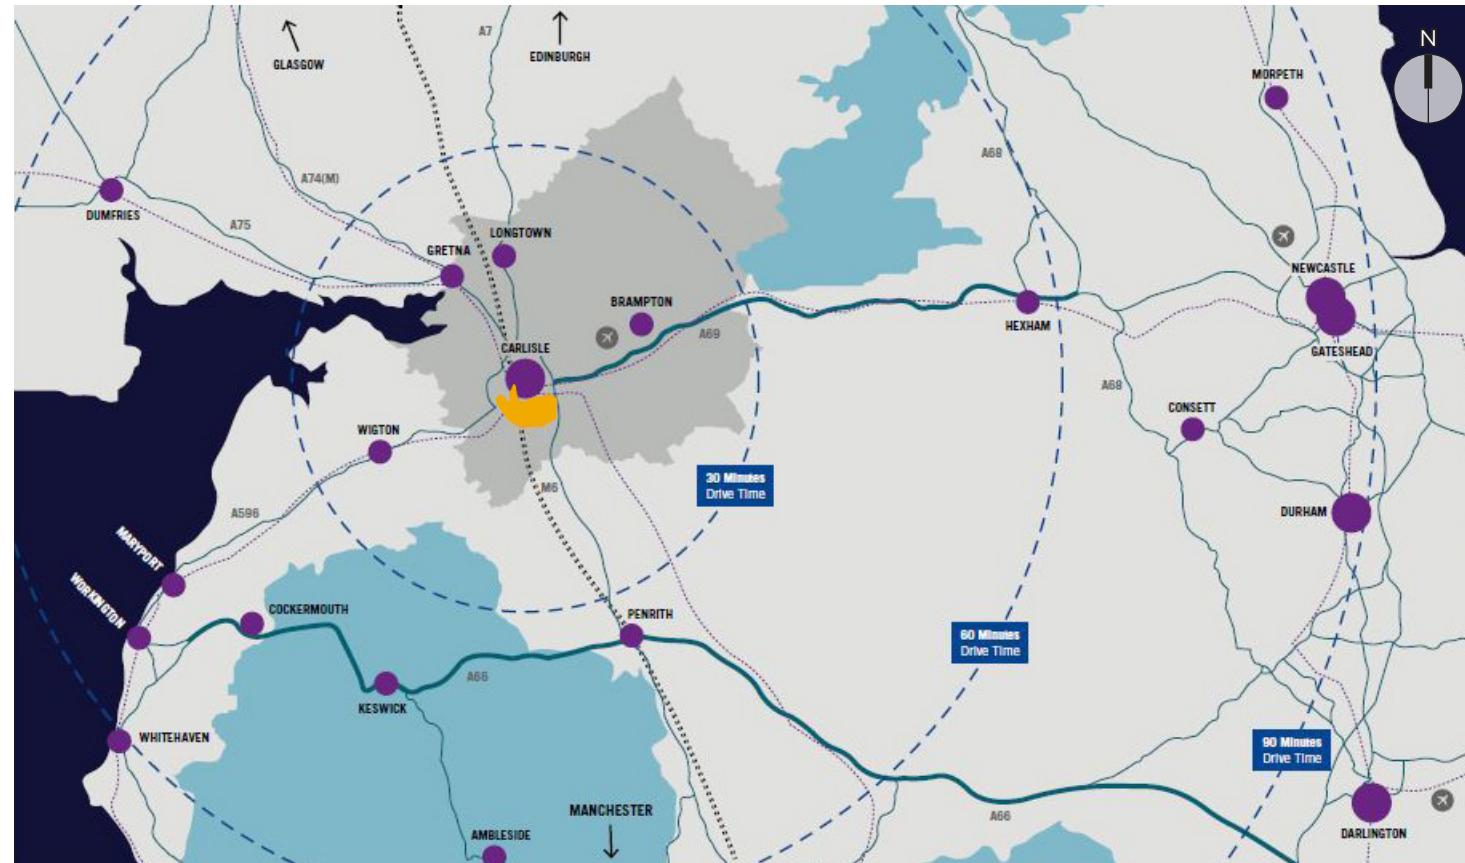 A7
EDINBURGH
GLASGOW
N
MORPETH
A68
A74(M)
DUMFRIES
A75
LONGTOWN
GRETNA
NEWCASTLE
BRAMPTON
HEXHAM
A69
CARLISLE
GATESHEAD
A68
CONSETT
WIGTON
30 Minutes
Drive Time
M6
A596
DURHAM
MARYPORT
WORKINGTON
COCKERMOUTH
PENRITH
60 Minutes
Drive Time
A66
KESWICK
WHITEHAVEN
90 Minutes
Drive Time
MANCHESTER
A66
AMBLESIDE
DARLINGTON